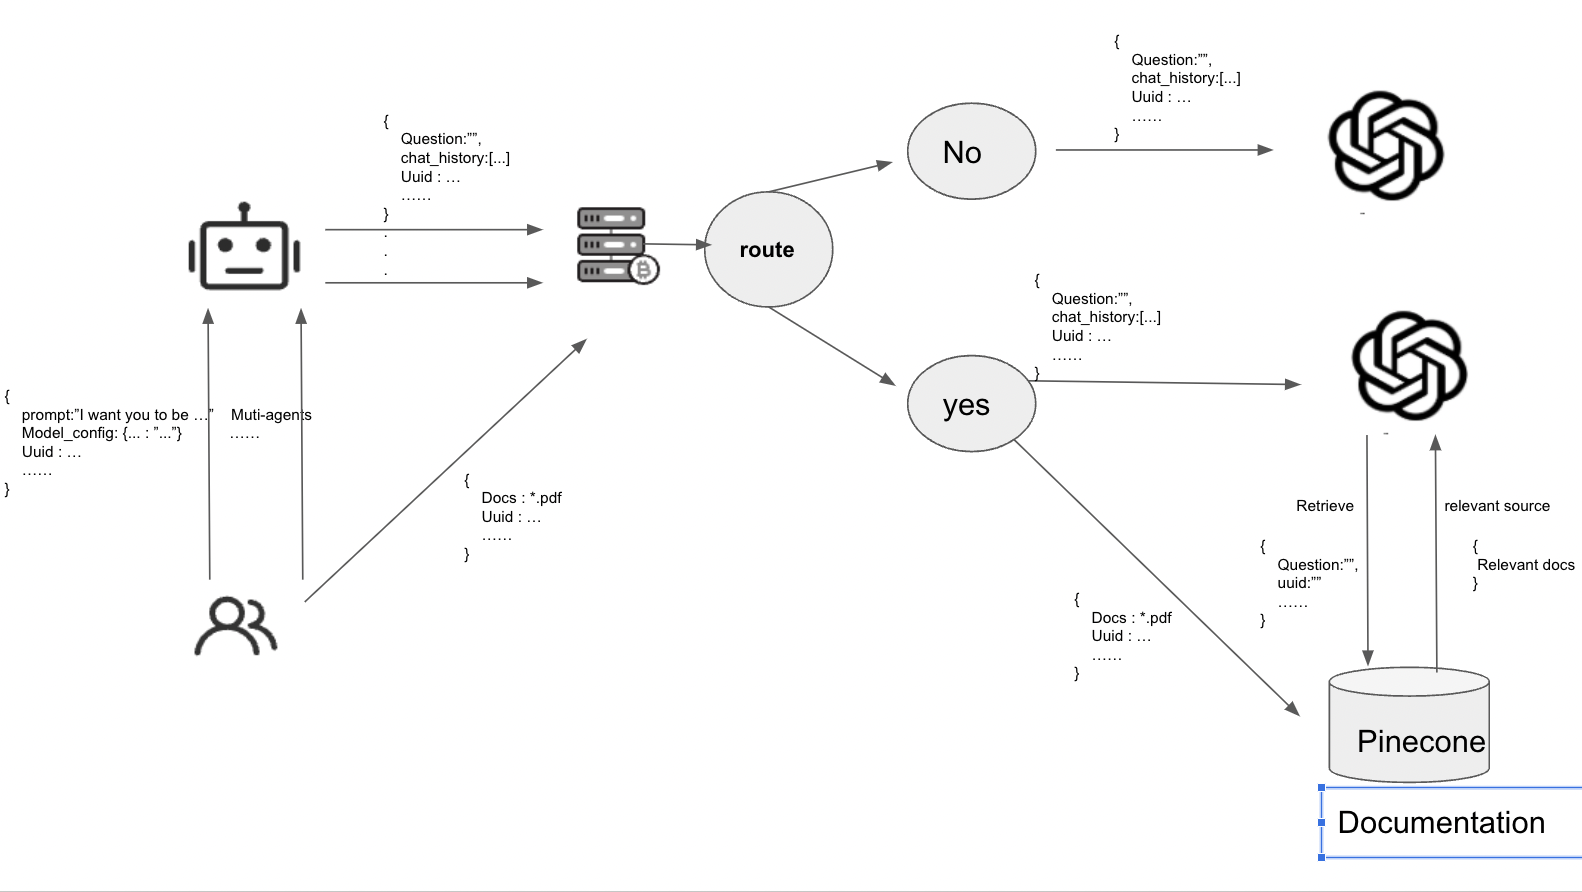 {
Question:””,
chat_history:[...]
Uuid : …
……
}
{
Question:””,
chat_history:[...]
Uuid : …
……
}
.
.
.
No
route
{
Question:””,
chat_history:[...]
Uuid : …
……
}
yes
{
prompt:”I want you to be …”
Model_config: {... : ”...”}
Uuid : …
……
}
Muti-agents
……
{
Docs : *.pdf
Uuid : …
……
}
Retrieve
{
Question:””,
uuid:””
……
}
relevant source
{
Relevant docs
}
{
Docs : *.pdf
Uuid : …
……
}
Pinecone
Documentation